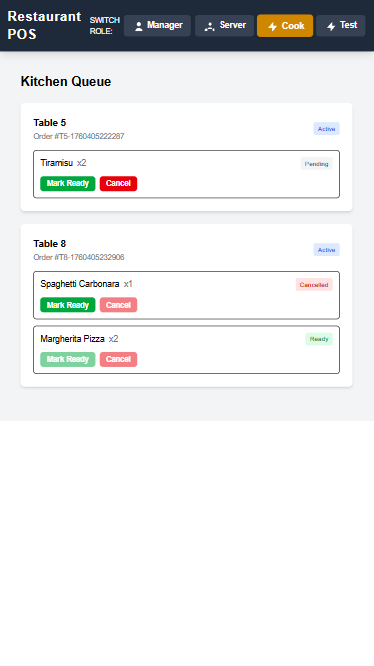 Restaurant POS
SWITCH ROLE:
Manager
Server
Cook
Test
Kitchen Queue
Table 5
Order #T5-1760405222287
Active
Tiramisu x2
Pending
Mark Ready
Cancel
Table 8
Order #T8-1760405232906
Active
Spaghetti Carbonara x1
Cancelled
Mark Ready
Cancel
Margherita Pizza x2
Ready
Mark Ready
Cancel